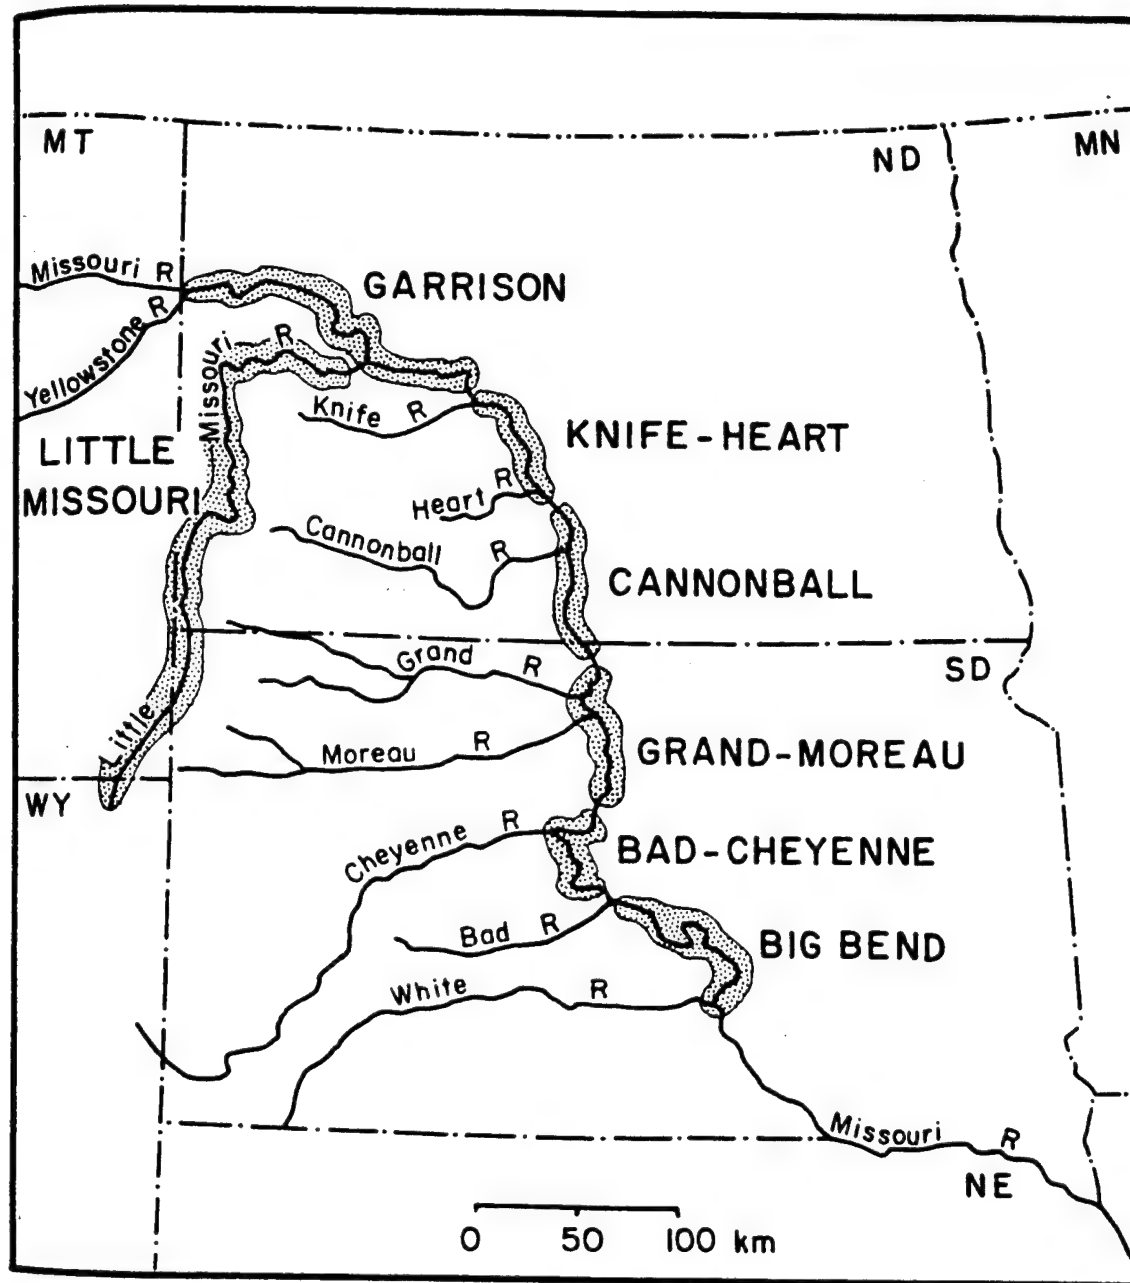 MT
ND
MN
Missouri R
GARRISON
Yellowstone R
Little Missouri R
Knife R
KNIFE-HEART
LITTLE
MISSOURI
Heart R
Cannonball R
CANNONBALL
Grand R
SD
Moreau R
GRAND-MOREAU
WY
Cheyenne R
BAD-CHEYENNE
Bad R
BIG BEND
White R
Missouri R
NE
0 50 100 km